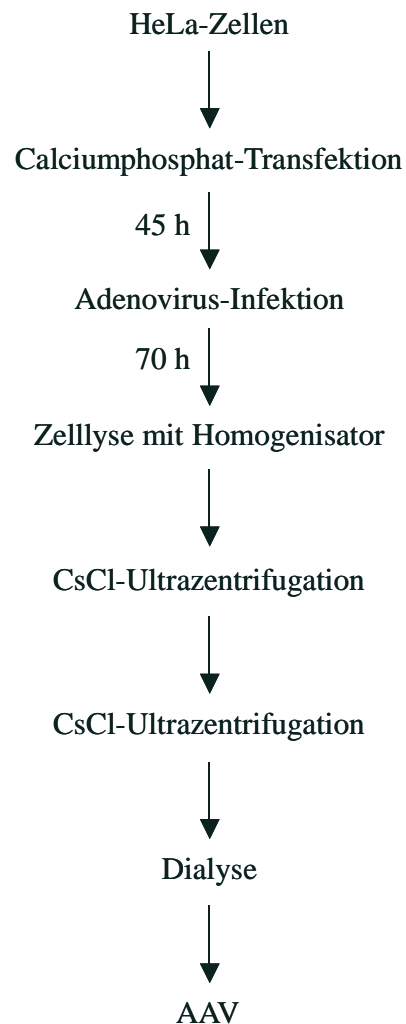 HeLa-Zellen
Calciumphosphat-Transfektion
45 h
Adenovirus-Infektion
70 h
Zelllyse mit Homogenisator
CsCl-Ultrazentrifugation
CsCl-Ultrazentrifugation
Dialyse
AAV